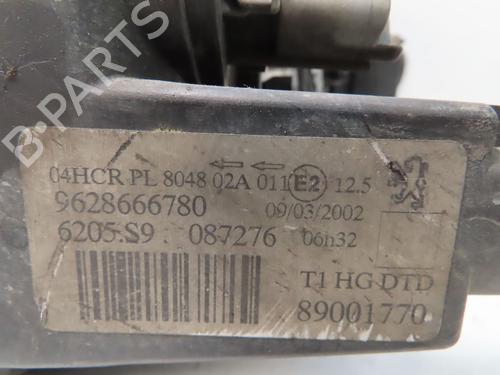 04HCR PL 8048 02A 011 E2 12.5
9628666780 09/03/2002
6205.S9 087276 06h32
T1 HG DTD
89001770
B-PARTS